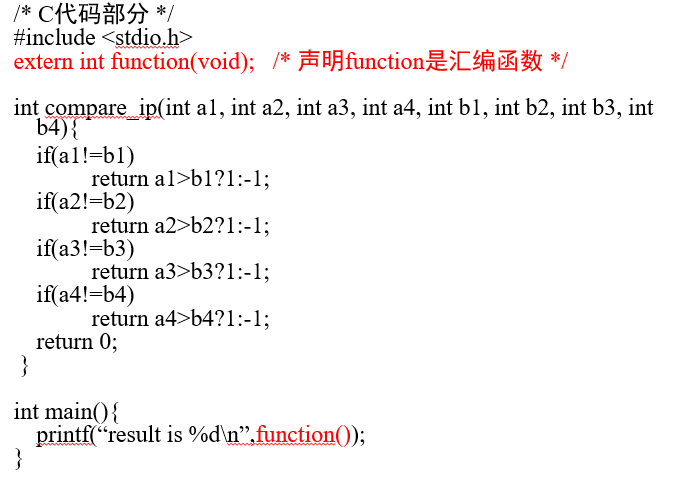 /* C代码部分 */
#include <stdio.h>
extern int function(void);   /* 声明function是汇编函数 */
int compare_ip(int a1, int a2, int a3, int a4, int b1, int b2, int b3, int
b4){
if(a1!=b1)
return a1>b1?1:-1;
if(a2!=b2)
return a2>b2?1:-1;
if(a3!=b3)
return a3>b3?1:-1;
if(a4!=b4)
return a4>b4?1:-1;
return 0;
}
int main(){
printf(“result is %d\n”,function());
}